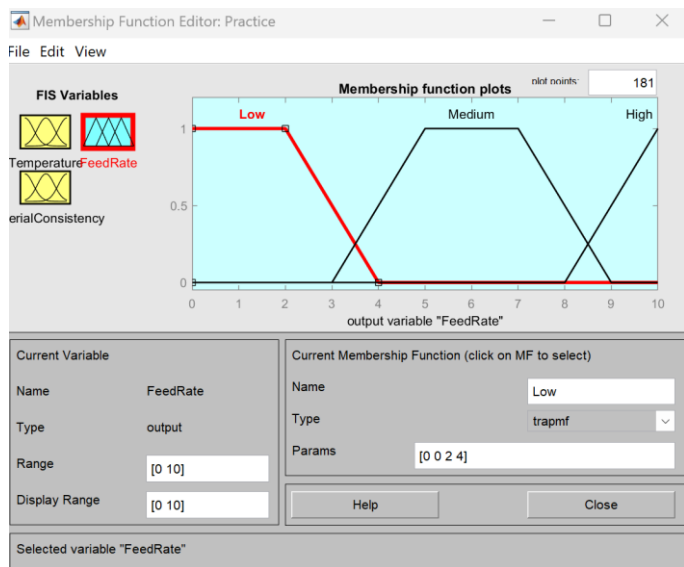 Membership Function Editor: Practice
File Edit View
FIS Variables
Temperature
FeedRate
erialConsistency
Membership function plots
plot points:
181
Low
Medium
High
1
0.5
0
0 1 2 3 4 5 6 7 8 9 10
output variable "FeedRate"
Current Variable
Name FeedRate
Type output
Range [0 10]
Display Range [0 10]
Current Membership Function (click on MF to select)
Name Low
Type trapmf
Params [0 0 2 4]
Help Close
Selected variable "FeedRate"